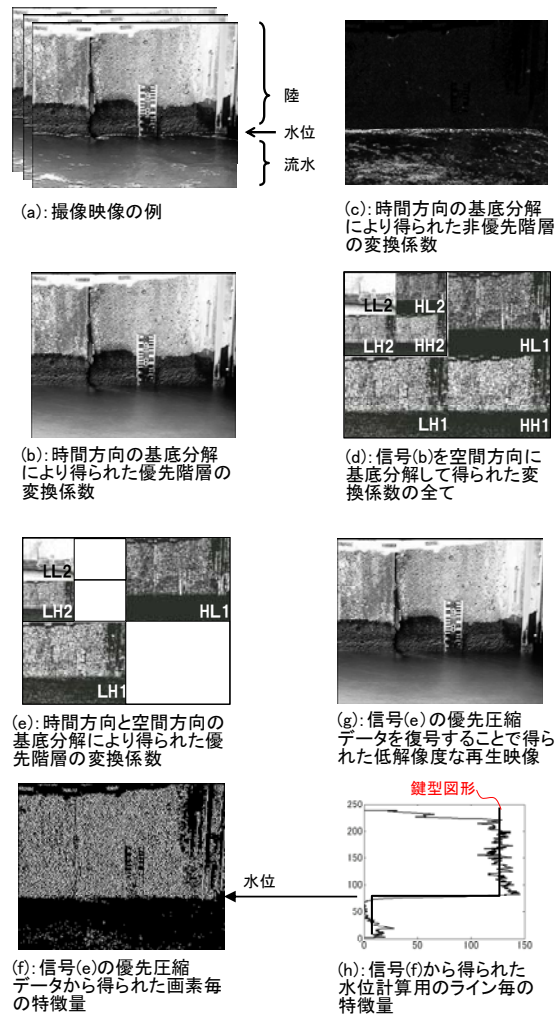 陸
水位
流水
(a):撮像映像の例
(c):時間方向の基底分解
により得られた非優先階層
の変換係数
(b):時間方向の基底分解
により得られた優先階層の
変換係数
LL2
HL2
HL1
LH2
HH2
LH1
HH1
(d):信号(b)を空間方向に
基底分解して得られた変
換係数の全て
LL2
LH2
HL1
LH1
(e):時間方向と空間方向の
基底分解により得られた優
先階層の変換係数
(g):信号(e)の優先圧縮
データを復号することで得ら
れた低解像度な再生映像
水位
(f):信号(e)の優先圧縮
データから得られた画素毎
の特徴量
鍵型図形
250
200
150
100
50
0
0
50
100
150
(h):信号(f)から得られた
水位計算用のライン毎の
特徴量